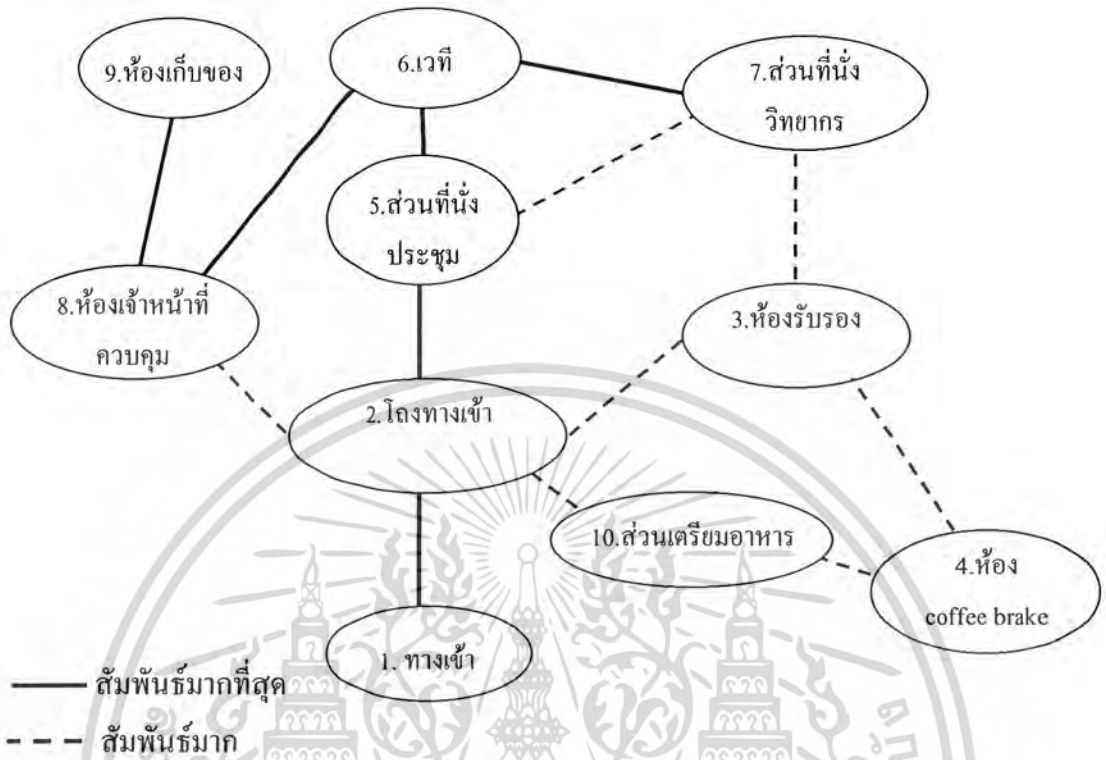 9.ห้องเก็บของ
6.เวที
7.ส่วนที่นั่ง
วิทยากร
5.ส่วนที่นั่ง
ประชุม
8.ห้องเจ้าหน้าที่
ควบคุม
3.ห้องรับรอง
2.โถงทางเข้า
10.ส่วนเตรียมอาหาร
4.ห้อง
coffee brake
1. ทางเข้า
สัมพันธ์มากที่สุด
สัมพันธ์มาก